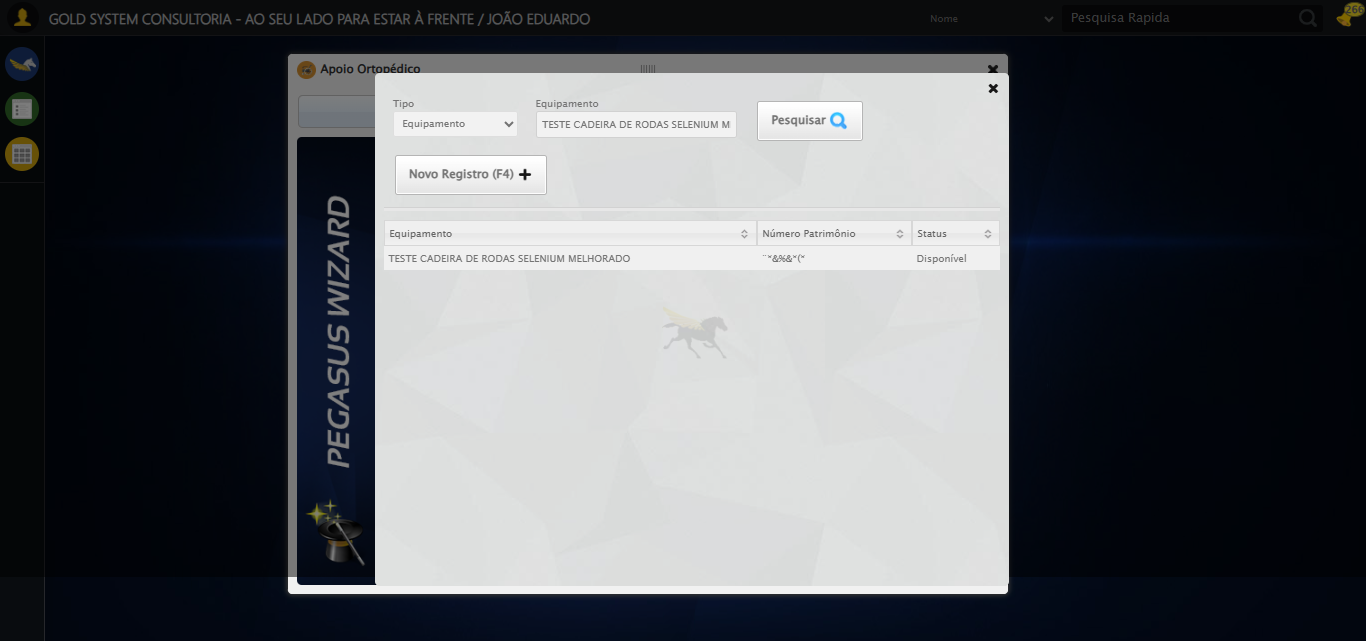 GOLD SYSTEM CONSULTORIA - AO SEU LADO PARA ESTAR À FRENTE / JOÃO EDUARDO
Nome
Pesquisa Rapida
266
Apoio Ortopédico
Tipo
Equipamento
Equipamento
TESTE CADEIRA DE RODAS SELENIUM M
Pesquisar
Novo Registro (F4)
Equipamento
Número Patrimônio
Status
TESTE CADEIRA DE RODAS SELENIUM MELHORADO
¨*&%&*(*
Disponível
PEGASUS WIZARD